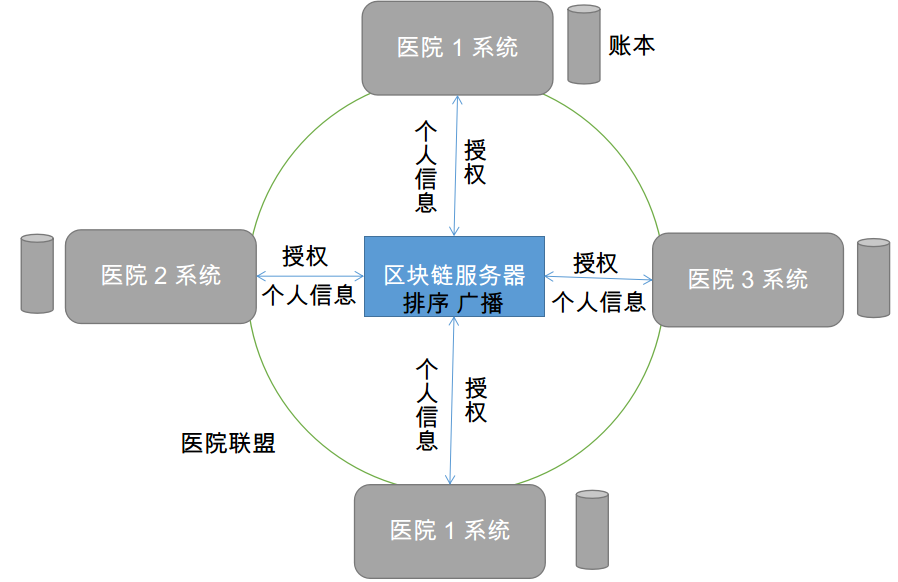 医院 1 系统
账本
个人信息
授权
医院 2 系统
授权
个人信息
区块链服务器
排序 广播
授权
个人信息
医院 3 系统
个人信息
授权
医院联盟
医院 1 系统